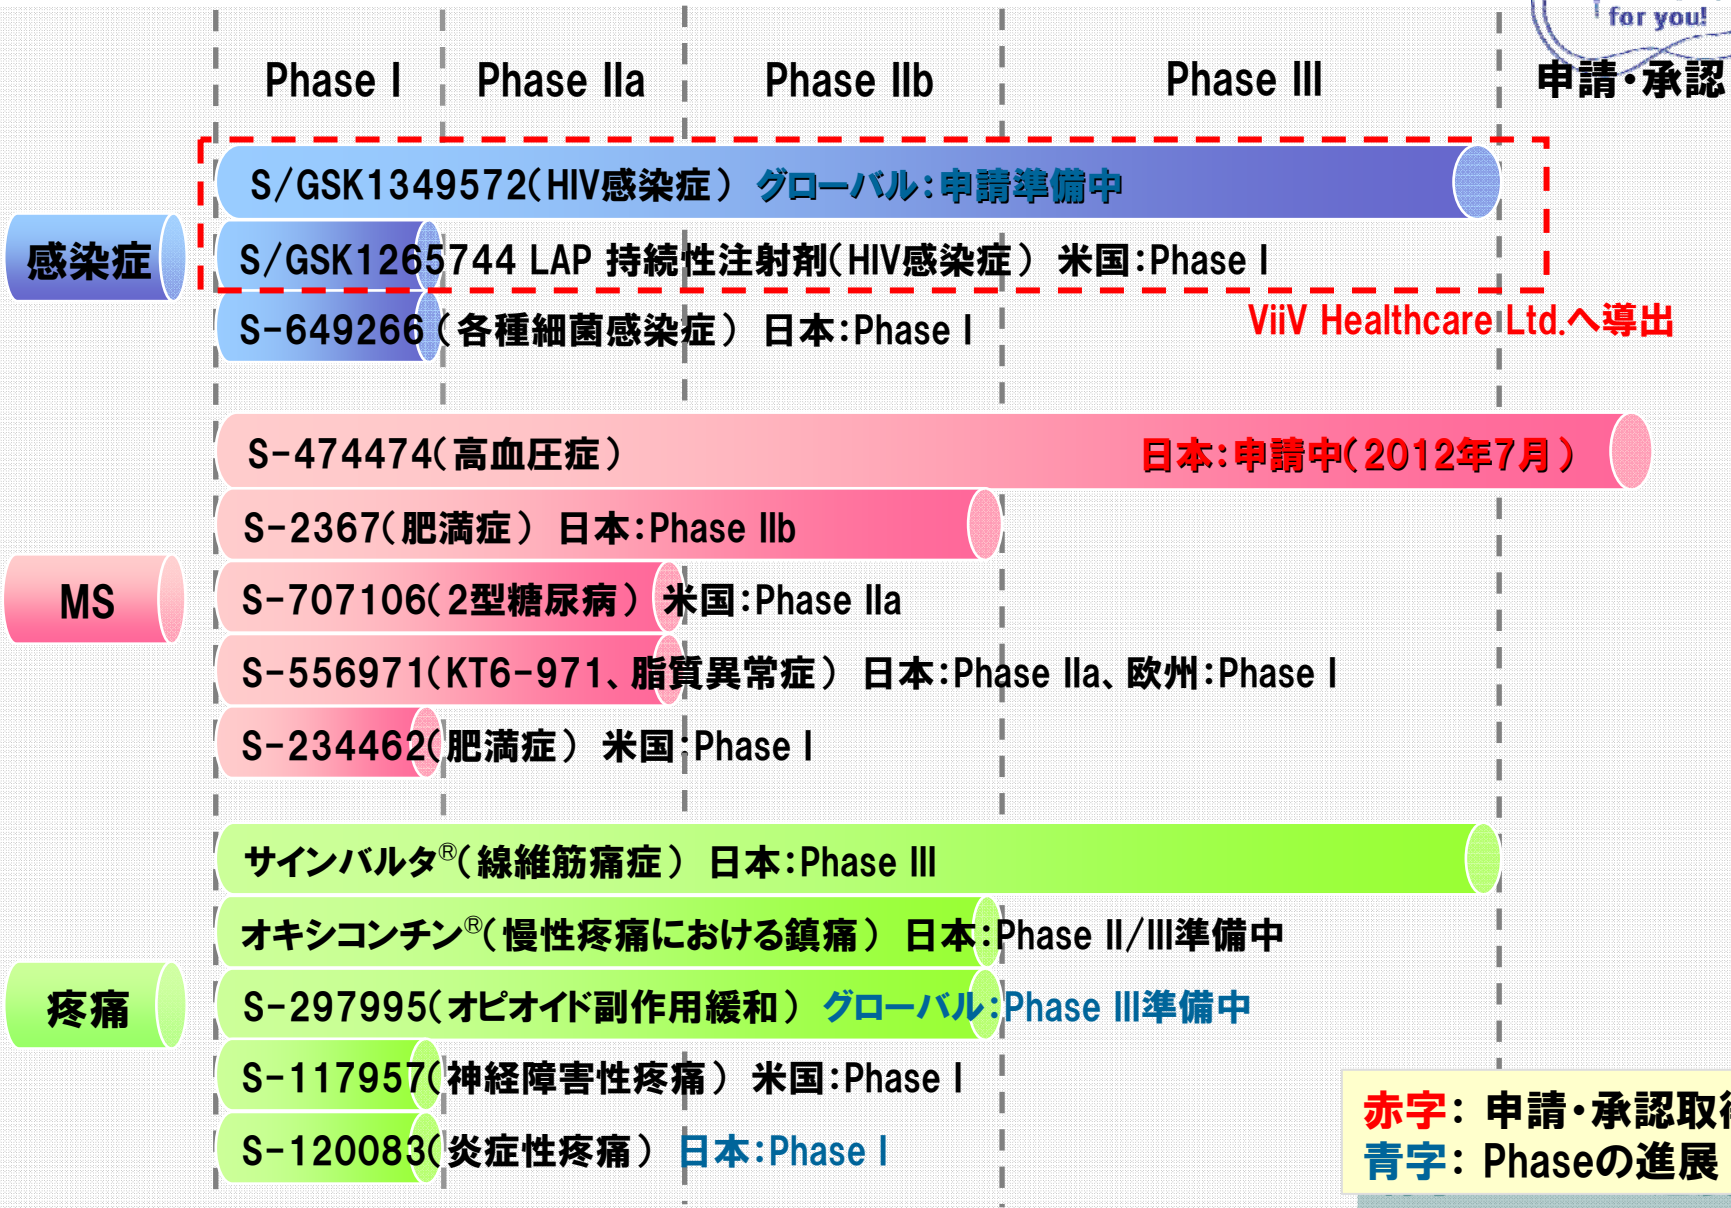 for you!
Phase I Phase IIa Phase IIb Phase III 申請・承認
S/GSK1349572(HIV感染症) グローバル:申請準備中
感染症
S/GSK1265744 LAP 持続性注射剤(HIV感染症) 米国:Phase I
S-649266(各種細菌感染症) 日本:Phase I
ViiV Healthcare Ltd.へ導出
S-474474(高血圧症) 日本:申請中(2012年7月)
S-2367(肥満症) 日本:Phase IIb
MS
S-707106(2型糖尿病) 米国:Phase IIa
S-556971(KT6-971、脂質異常症) 日本:Phase IIa、欧州:Phase I
S-234462(肥満症) 米国:Phase I
サインバルタ®(線維筋痛症) 日本:Phase III
オキシコンチン®(慢性疼痛における鎮痛) 日本:Phase II/III準備中
疼痛
S-297995(オピオイド副作用緩和) グローバル:Phase III準備中
S-117957(神経障害性疼痛) 米国:Phase I
S-120083(炎症性疼痛) 日本:Phase I
赤字: 申請・承認取得
青字: Phaseの進展